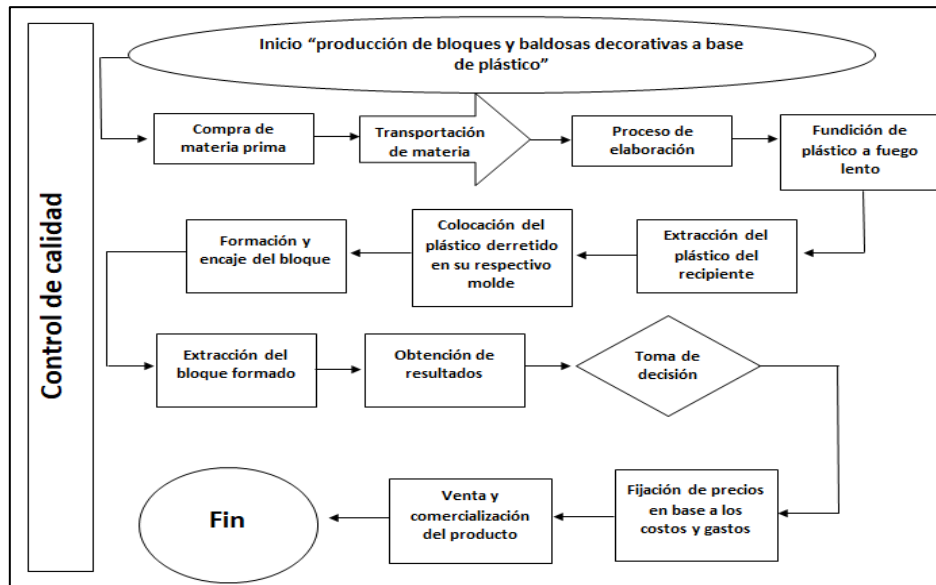 Control de calidad
Inicio “producción de bloques y baldosas decorativas a base
de plástico”
Compra de
materia prima
Transportación
de materia
Proceso de
elaboración
Fundición de
plástico a fuego
lento
Extracción del
plástico del
recipiente
Colocación del
plástico derretido
en su respectivo
molde
Formación y
encaje del bloque
Extracción del
bloque formado
Obtención de
resultados
Toma de
decisión
Fijación de precios
en base a los
costos y gastos
Venta y
comercialización
del producto
Fin